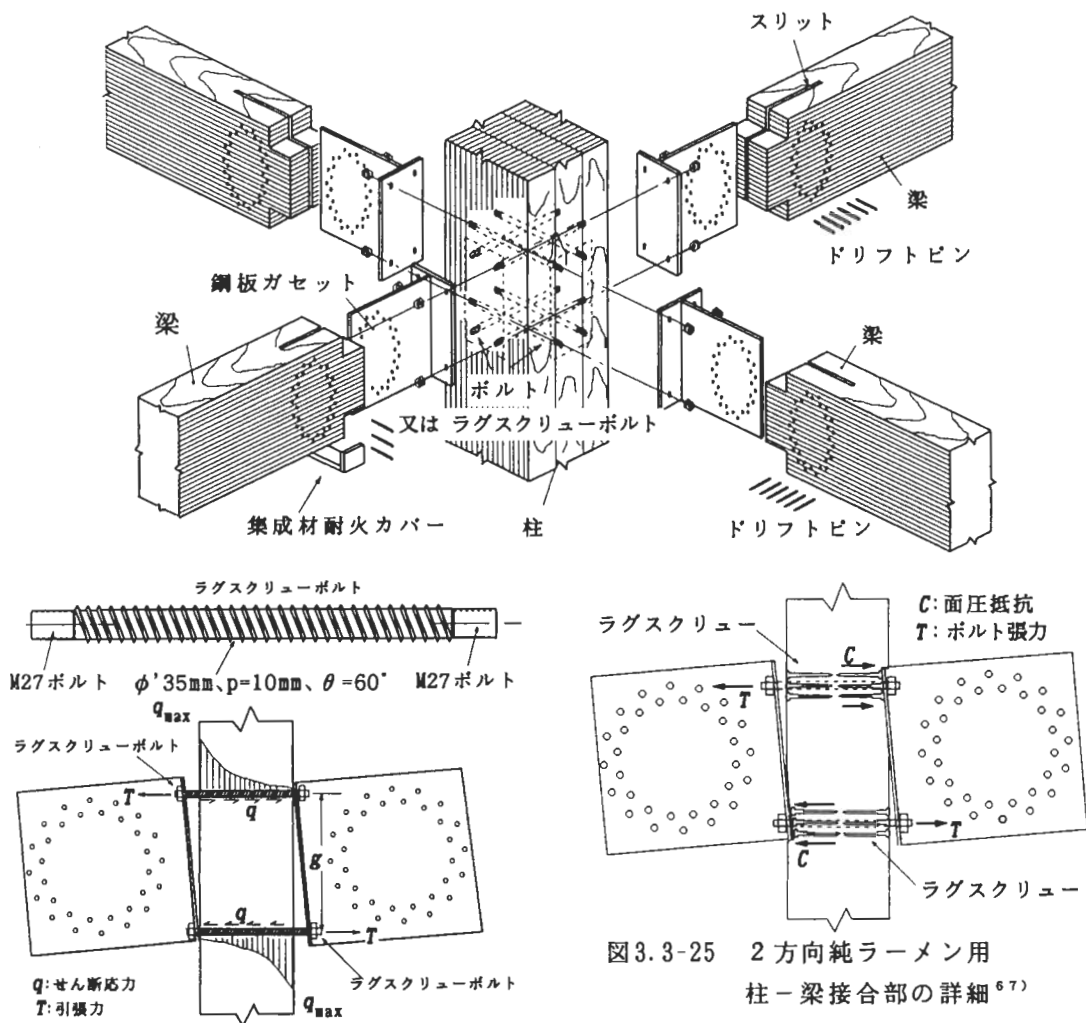 スリット
梁
ドリフトピン
鋼板ガセット
梁
梁
ボルト
又は ラグスクリューボルト
集成材耐火カバー
柱
ドリフトピン
ラグスクリューボルト
M27ボルト φ'35mm、p=10mm、θ=60° M27ボルト
qmax
ラグスクリューボルト
T
q
g
q
T
q:せん断応力
T:引張力
qmax
ラグスクリューボルト
C:面圧抵抗
T:ボルト張力
ラグスクリュー
C
T
C
T
ラグスクリュー
図3.3-25 2方向純ラーメン用
柱-梁接合部の詳細67)